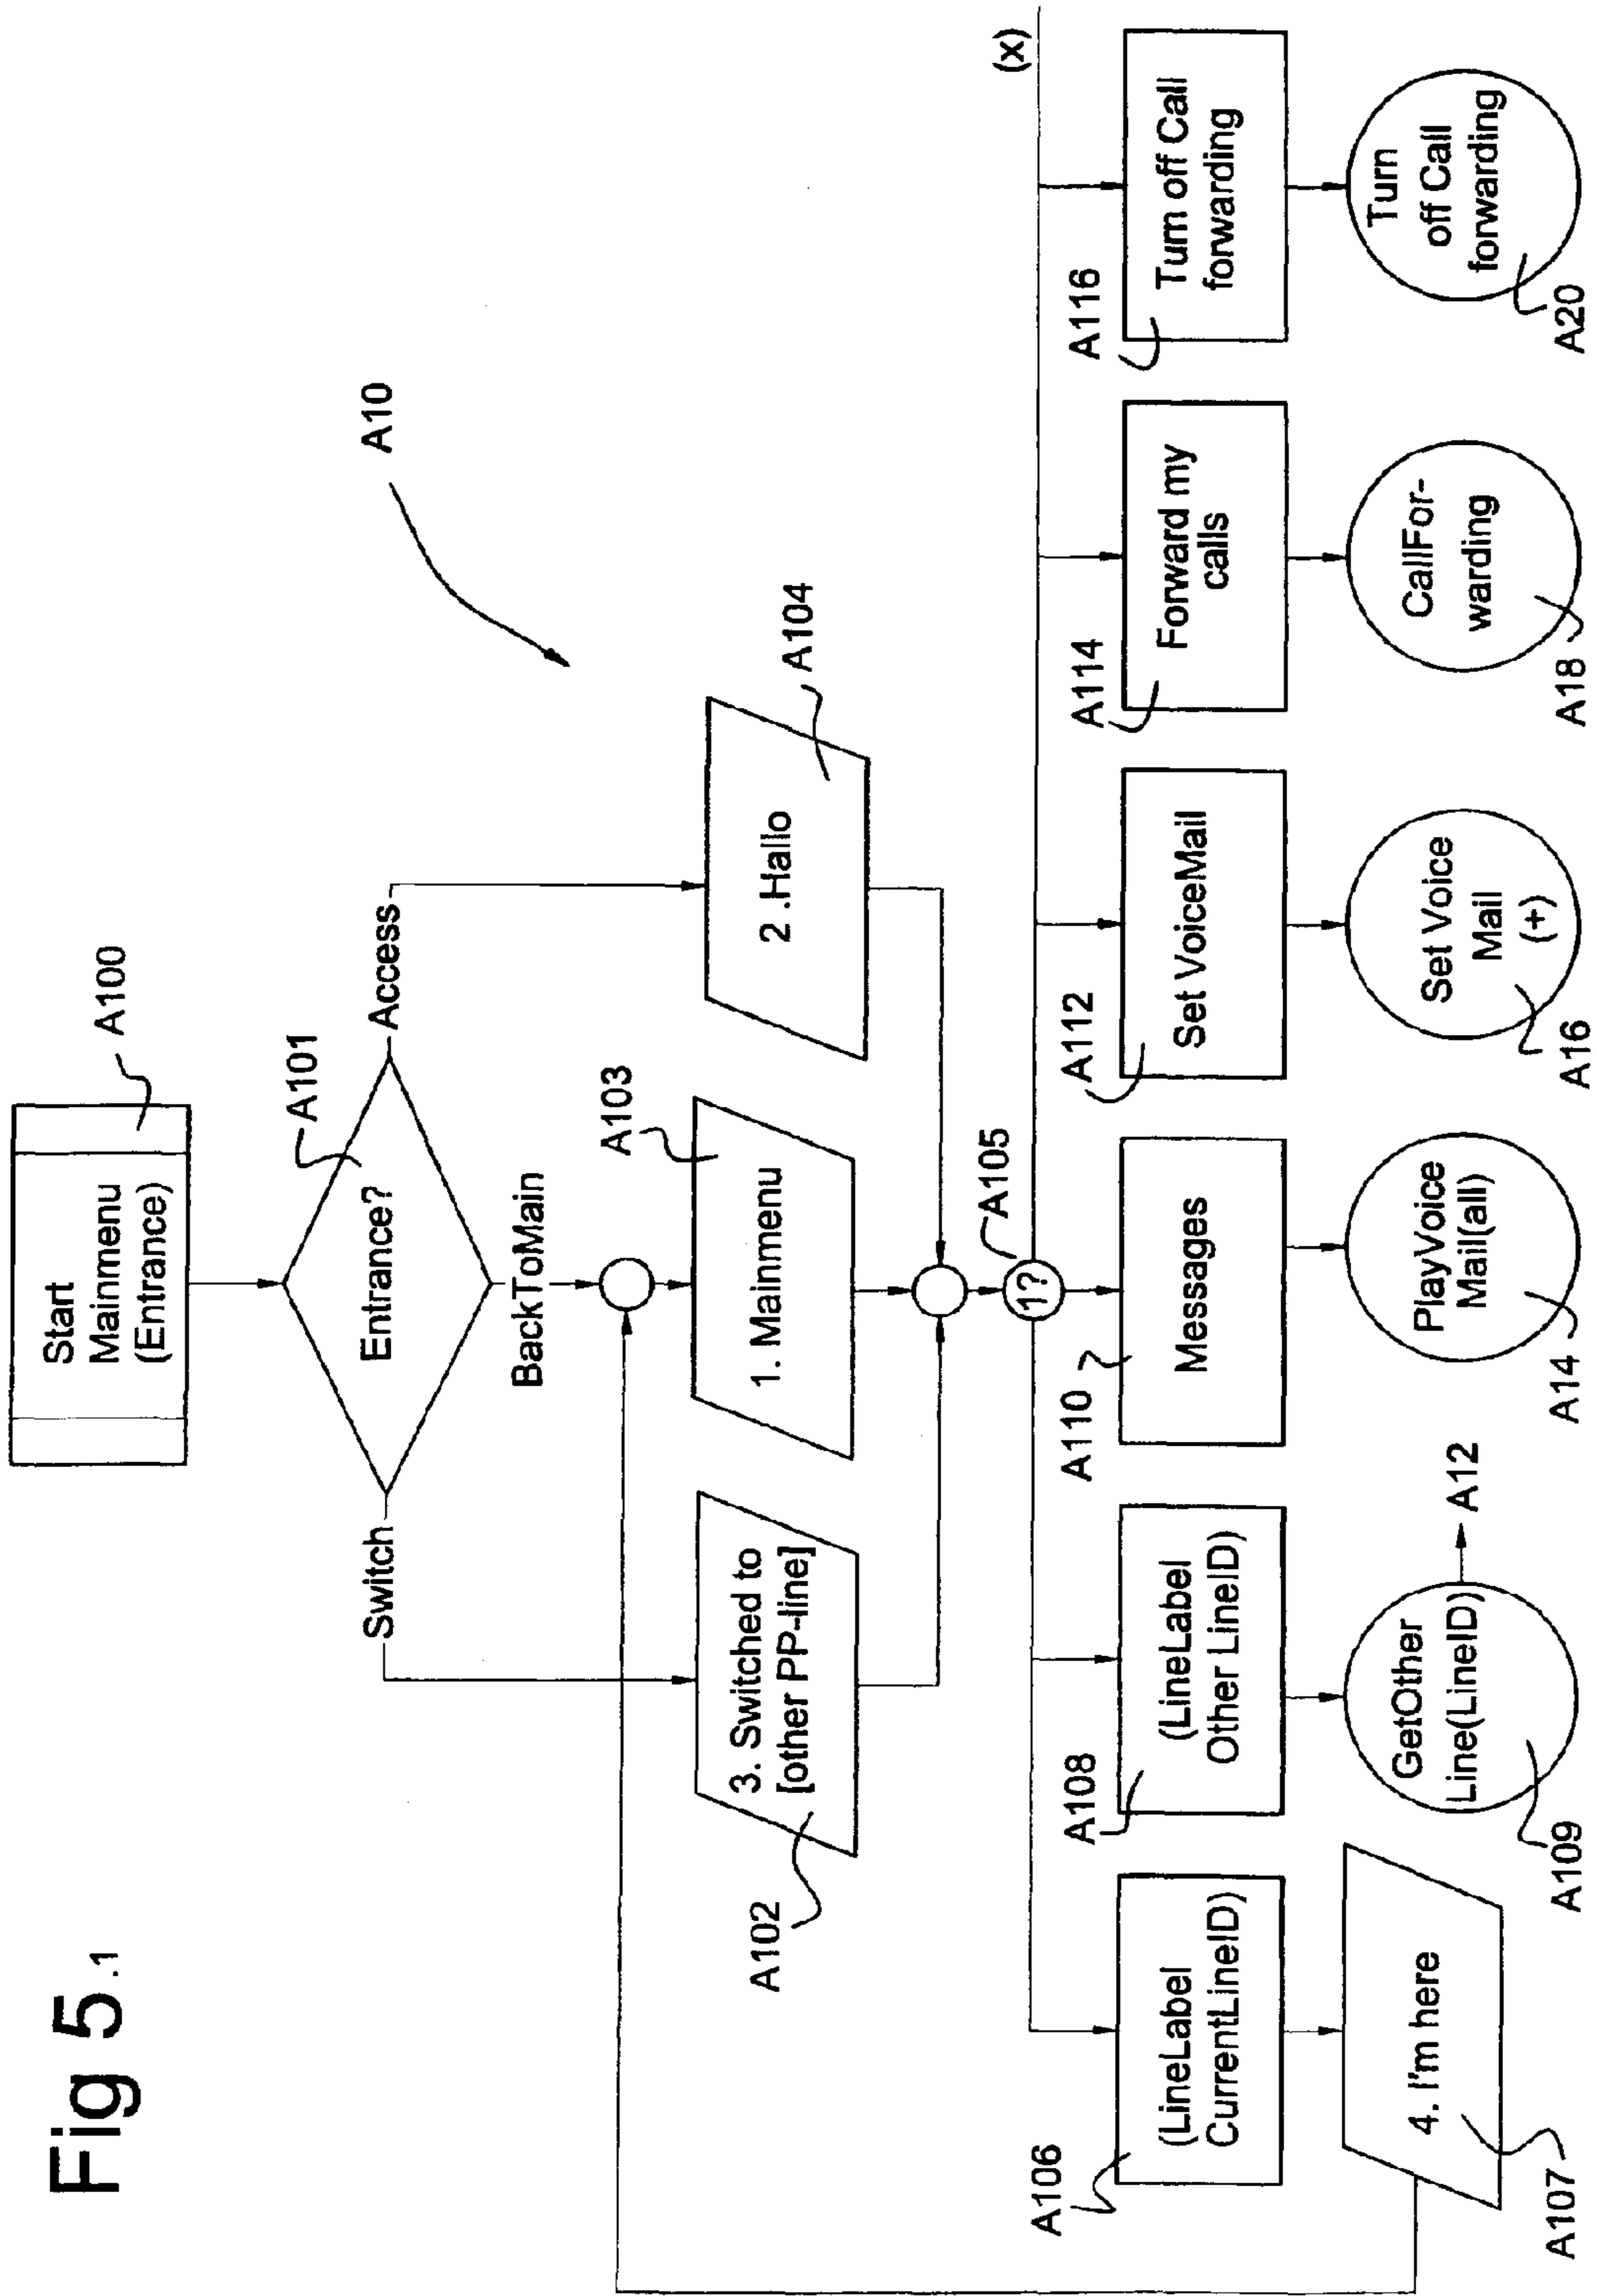 Fig 5.1
Start
Mainmenu
(Entrance)
A100
A10
A101
Entrance?
Switch
Access
BackToMain
A102
3. Switched to
[other PP-line]
A103
1. Mainmenu
2 .Hallo
A104
A105
1?
(x)
A106
(LineLabel
CurrentLineID)
A108
(LineLabel
Other LineID)
A110
Messages
A112
Set VoiceMail
A114
Forward my
calls
A116
Turn off Call
forwarding
4. I'm here
A107
GetOther
Line(LineID)
A12
A109
PlayVoice
Mail(all)
A14
Set Voice
Mail
(+)
A16
CallFor-
warding
A18
Turn
off Call
forwarding
A20